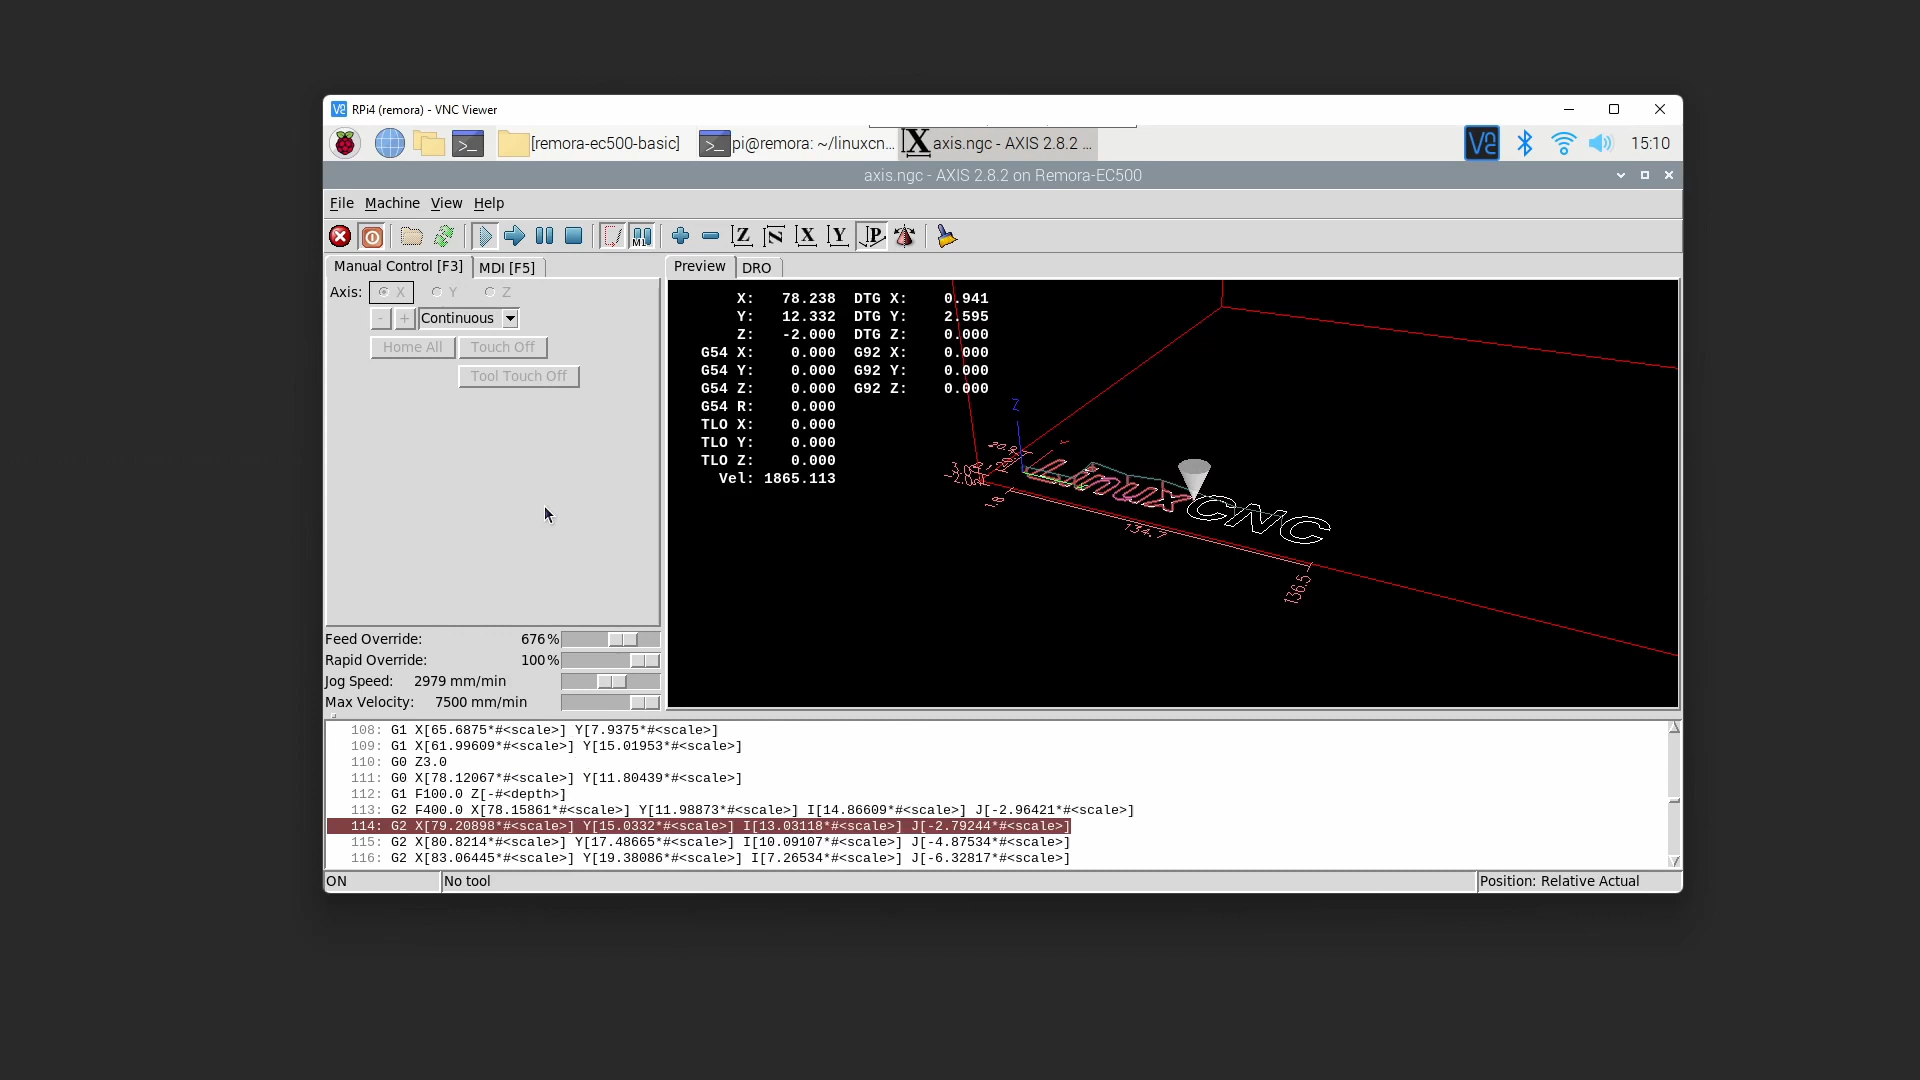 RPi4 (remora) - VNC Viewer
[remora-ec500-basic] pi@remora: ~/linuxcn... axis.ngc - AXIS 2.8.2 ... 15:10
axis.ngc - AXIS 2.8.2 on Remora-EC500
File Machine View Help
Manual Control [F3] MDI [F5] Preview DRO
Axis: X Y Z
- + Continuous
Home All Touch Off
Tool Touch Off
X: 78.238 DTG X: 0.941
Y: 12.332 DTG Y: 2.595
Z: -2.000 DTG Z: 0.000
G54 X: 0.000 G92 X: 0.000
G54 Y: 0.000 G92 Y: 0.000
G54 Z: 0.000 G92 Z: 0.000
G54 R: 0.000
TLO X: 0.000
TLO Y: 0.000
TLO Z: 0.000
Vel: 1865.113
Z
LinuxCNC
1.8
134.7
136.5
Feed Override: 676%
Rapid Override: 100%
Jog Speed: 2979 mm/min
Max Velocity: 7500 mm/min
108: G1 X[65.6875*#<scale>] Y[7.9375*#<scale>]
109: G1 X[61.99609*#<scale>] Y[15.01953*#<scale>]
110: G0 Z3.0
111: G0 X[78.12067*#<scale>] Y[11.80439*#<scale>]
112: G1 F100.0 Z[-#<depth>]
113: G2 F400.0 X[78.15861*#<scale>] Y[11.98873*#<scale>] I[14.86609*#<scale>] J[-2.96421*#<scale>]
114: G2 X[79.20898*#<scale>] Y[15.0332*#<scale>] I[13.03118*#<scale>] J[-2.79244*#<scale>]
115: G2 X[80.8214*#<scale>] Y[17.48665*#<scale>] I[10.09107*#<scale>] J[-4.87534*#<scale>]
116: G2 X[83.06445*#<scale>] Y[19.38086*#<scale>] I[7.26534*#<scale>] J[-6.32817*#<scale>]
ON No tool Position: Relative Actual